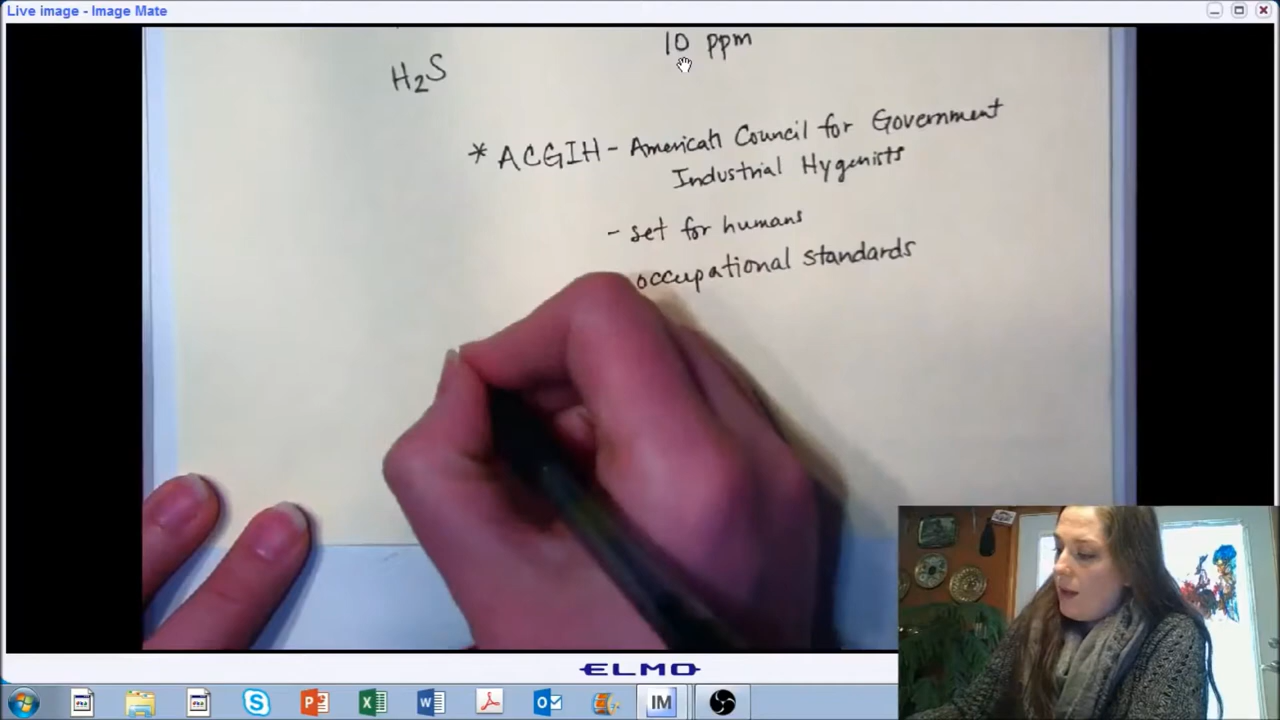 Live image - Image Mate
10 ppm
H2S
* ACGIH - American Council for Government
Industrial Hygenists
- set for humans
occupational standards
ELMO
IM